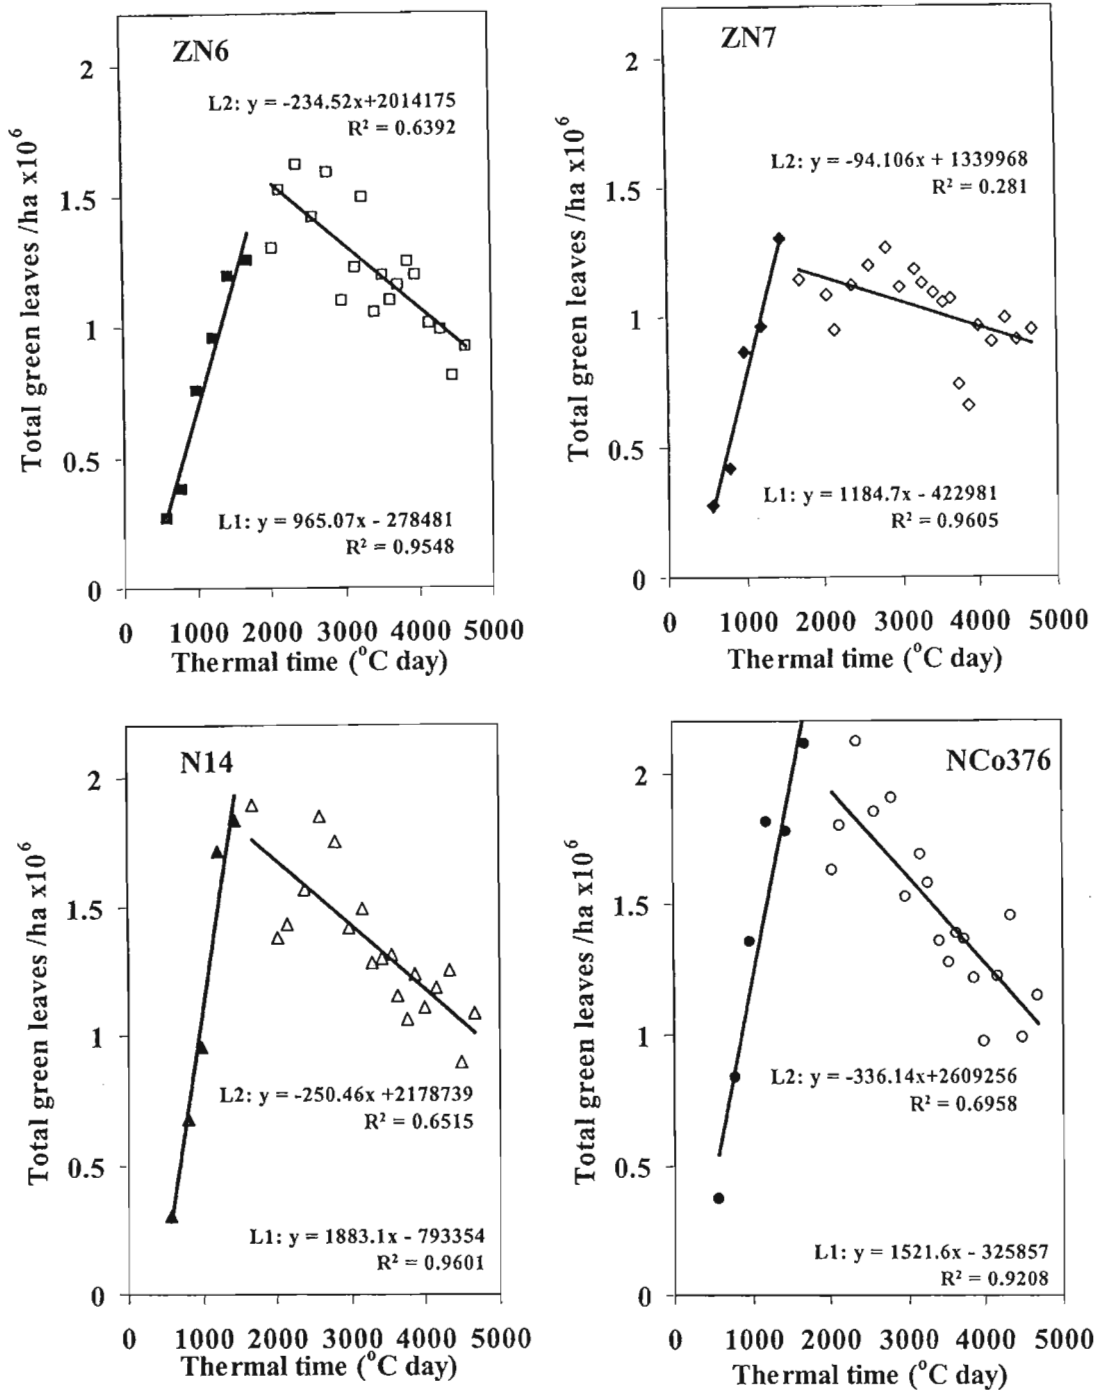 ZN6
L2: y = -234.52x+2014175
R² = 0.6392
L1: y = 965.07x - 278481
R² = 0.9548
Total green leaves /ha x10⁶
2
1.5
1
0.5
0
0 1000 2000 3000 4000 5000
Thermal time (°C day)
ZN7
L2: y = -94.106x + 1339968
R² = 0.281
L1: y = 1184.7x - 422981
R² = 0.9605
Total green leaves /ha x10⁶
2
1.5
1
0.5
0
0 1000 2000 3000 4000 5000
Thermal time (°C day)
N14
L2: y = -250.46x +2178739
R² = 0.6515
L1: y = 1883.1x - 793354
R² = 0.9601
Total green leaves /ha x10⁶
2
1.5
1
0.5
0
0 1000 2000 3000 4000 5000
Thermal time (°C day)
NCo376
L2: y = -336.14x+2609256
R² = 0.6958
L1: y = 1521.6x - 325857
R² = 0.9208
Total green leaves /ha x10⁶
2
1.5
1
0.5
0
0 1000 2000 3000 4000 5000
Thermal time (°C day)